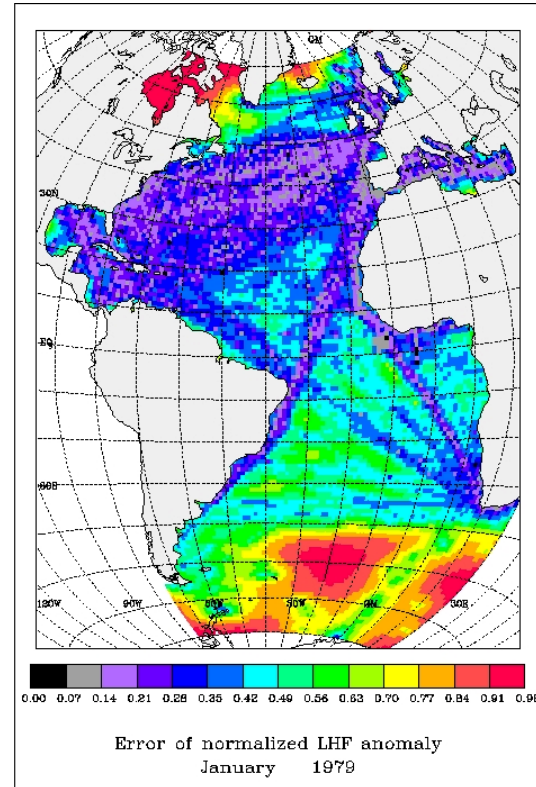 GM
30N
EQ
120W 90W 60W 30W GM 30E
0.00 0.07 0.14 0.21 0.28 0.35 0.42 0.49 0.56 0.63 0.70 0.77 0.84 0.91 0.98
Error of normalized LHF anomaly
January 1979